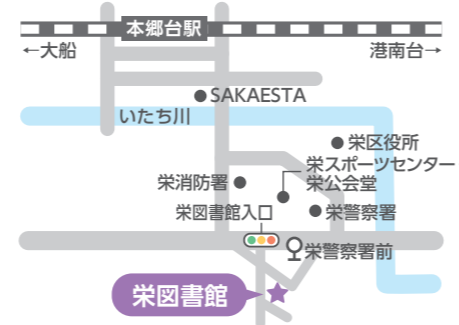 本郷台駅
←大船
港南台→
SAKAESTA
いたち川
栄区役所
栄スポーツセンター
栄公会堂
栄消防署
栄図書館入口
栄警察署
栄警察署前
栄図書館